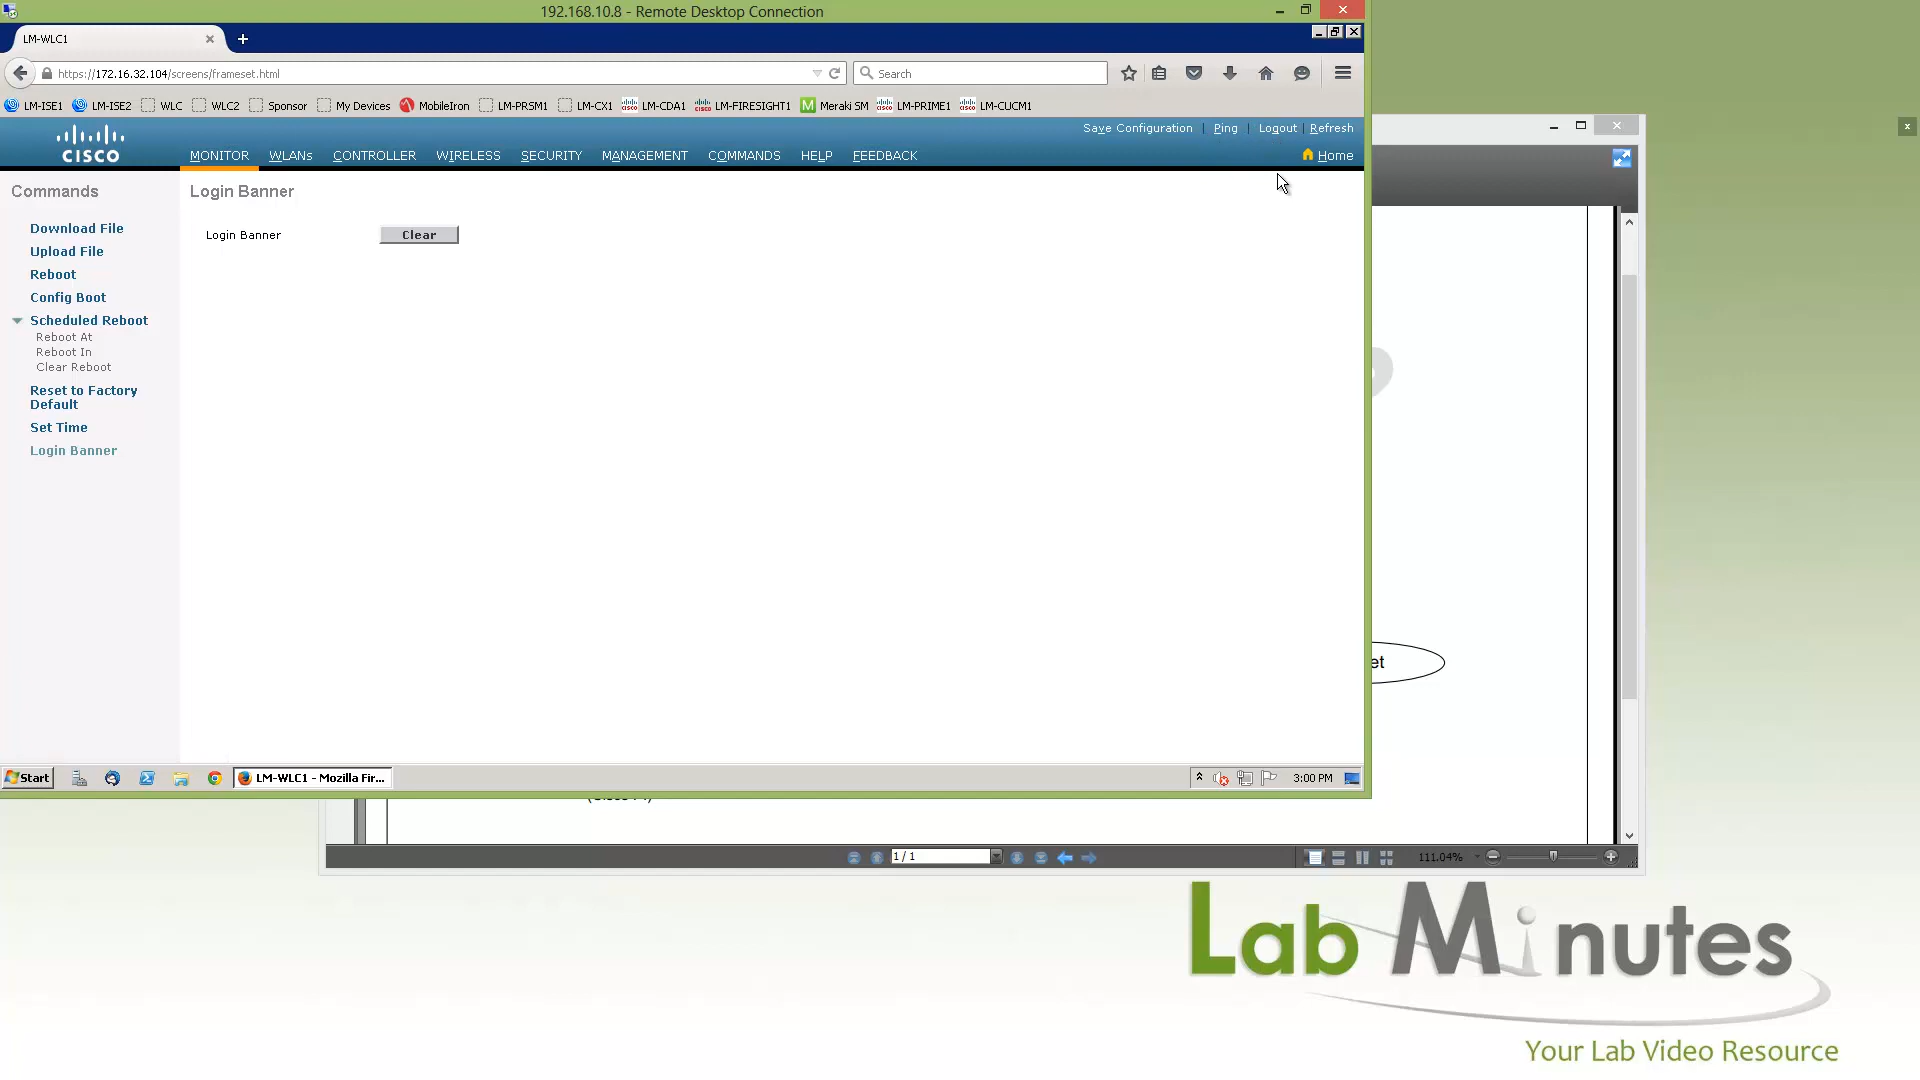 192.168.10.8 - Remote Desktop Connection
LM-WLC1
https://172.16.32.104/screens/frameset.html
Search
LM-ISE1 LM-ISE2 WLC WLC2 Sponsor My Devices MobileIron LM-PRSM1 LM-CX1 LM-CDA1 LM-FIRESIGHT1 Meraki SM LM-PRIME1 LM-CUCM1
Save Configuration | Ping | Logout | Refresh
CISCO
MONITOR WLANs CONTROLLER WIRELESS SECURITY MANAGEMENT COMMANDS HELP FEEDBACK
Home
Commands
Download File
Upload File
Reboot
Config Boot
Scheduled Reboot
Reboot At
Reboot In
Clear Reboot
Reset to Factory
Default
Set Time
Login Banner
Login Banner
Login Banner Clear
et
Start
LM-WLC1 - Mozilla Fir...
3:00 PM
1 / 1
111.04%
Lab Minutes
Your Lab Video Resource